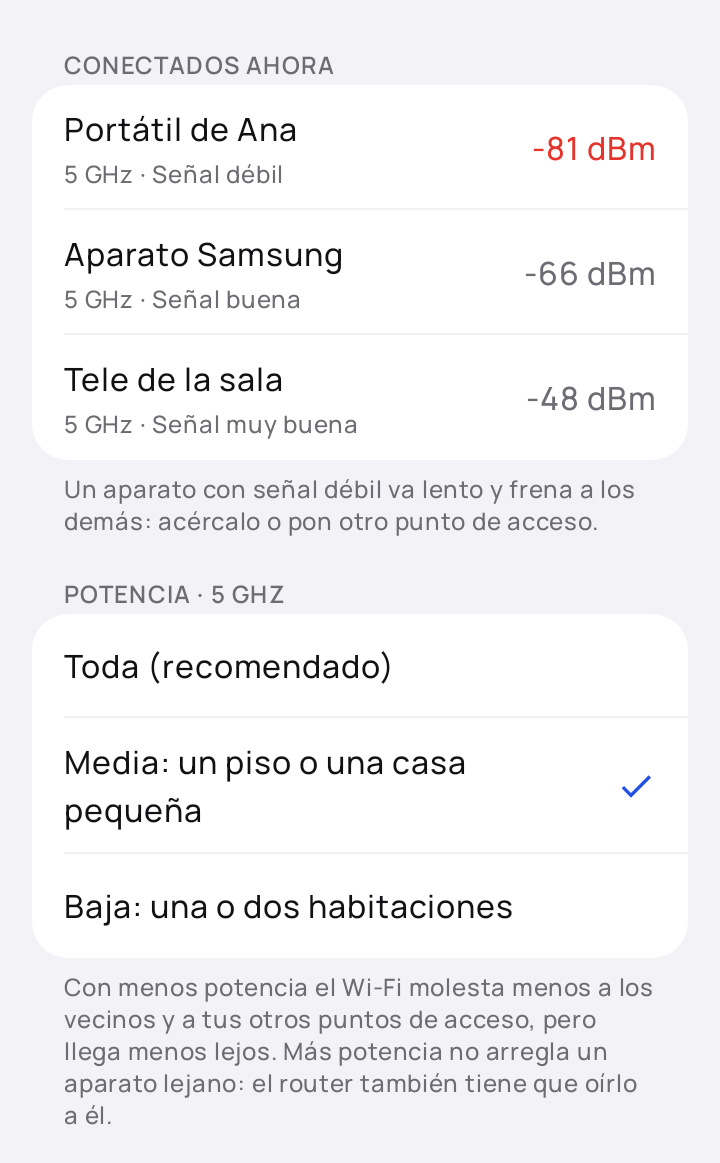 CONECTADOS AHORA
Portátil de Ana
-81 dBm
5 GHz · Señal débil
Aparato Samsung
-66 dBm
5 GHz · Señal buena
Tele de la sala
-48 dBm
5 GHz · Señal muy buena
Un aparato con señal débil va lento y frena a los
demás: acércalo o pon otro punto de acceso.
POTENCIA · 5 GHZ
Toda (recomendado)
Media: un piso o una casa
pequeña
Baja: una o dos habitaciones
Con menos potencia el Wi-Fi molesta menos a los
vecinos y a tus otros puntos de acceso, pero
llega menos lejos. Más potencia no arregla un
aparato lejano: el router también tiene que oírlo
a él.